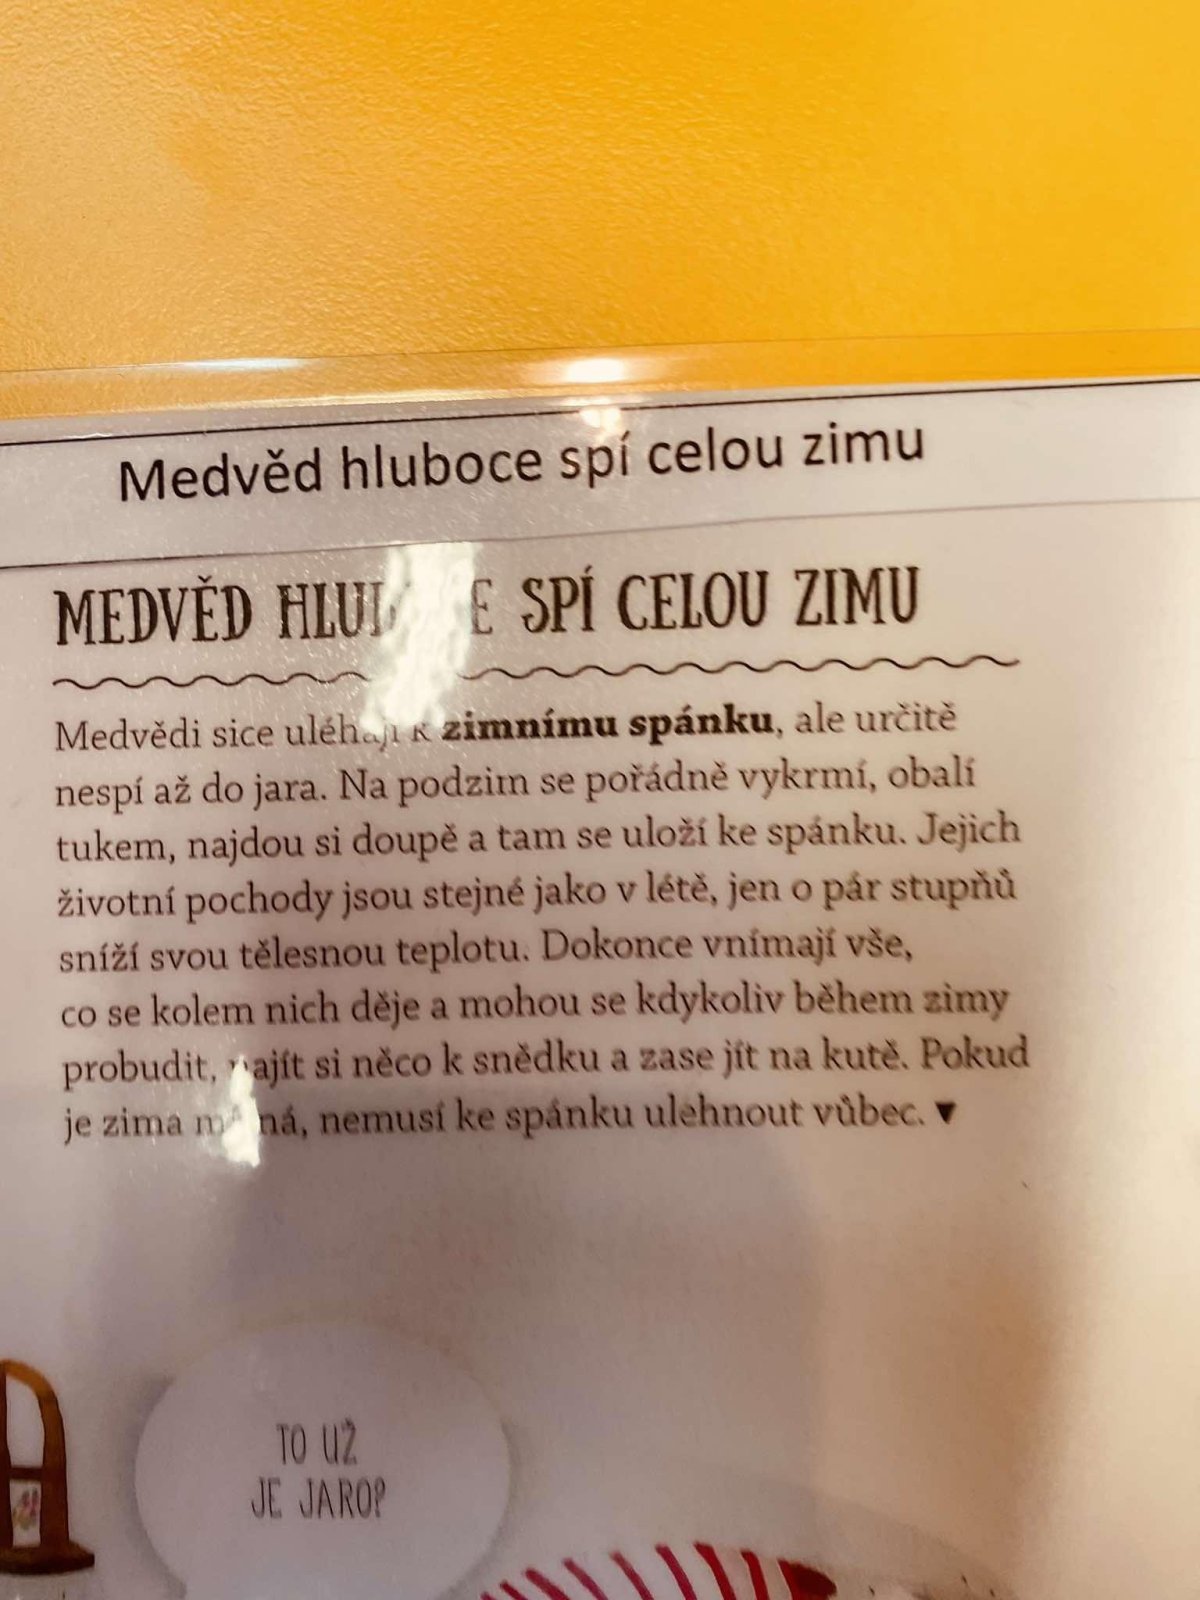 Medvěd hluboce spí celou zimu
MEDVĚD SPÍ CELOU ZIMU
Medvědi sice uléhají k zimnímu spánku, ale určitě
nespí až do jara. Na podzim se pořádně vykrmí, obalí
tukem, najdou si doupě a tam se uloží ke spánku. Jejich
životní pochody jsou stejné jako v létě, jen o pár stupňů
sníží svou tělesnou teplotu. Dokonce vnímají vše,
co se kolem nich děje a mohou se kdykoliv během zimy
probudit, najít si něco k snědku a zase jít na kutě. Pokud
je zima nemusí ke spánku ulehnout vůbec. ▼
TO UŽ
JE JARO?